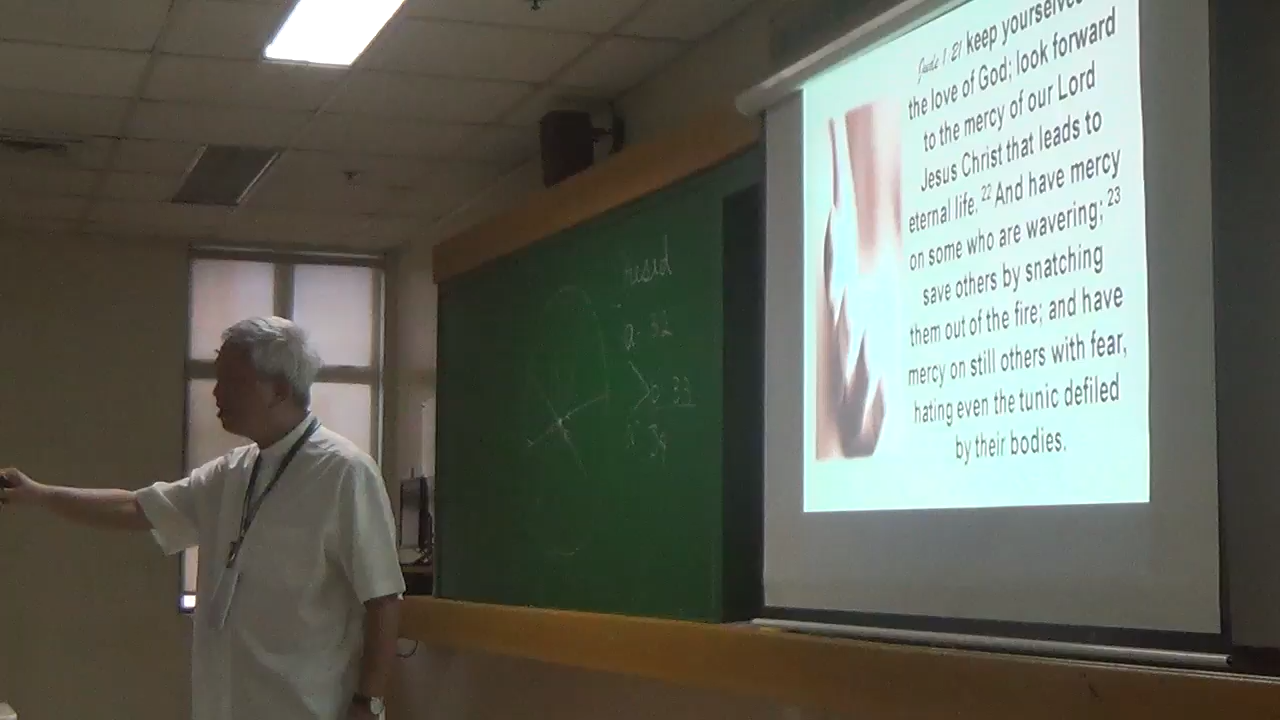 Jude 1:21 keep yourselves
the love of God; look forward
to the mercy of our Lord
Jesus Christ that leads to
eternal life. 22 And have mercy
on some who are wavering; 23
save others by snatching
them out of the fire; and have
mercy on still others with fear,
hating even the tunic defiled
by their bodies.
a. 32
33
34